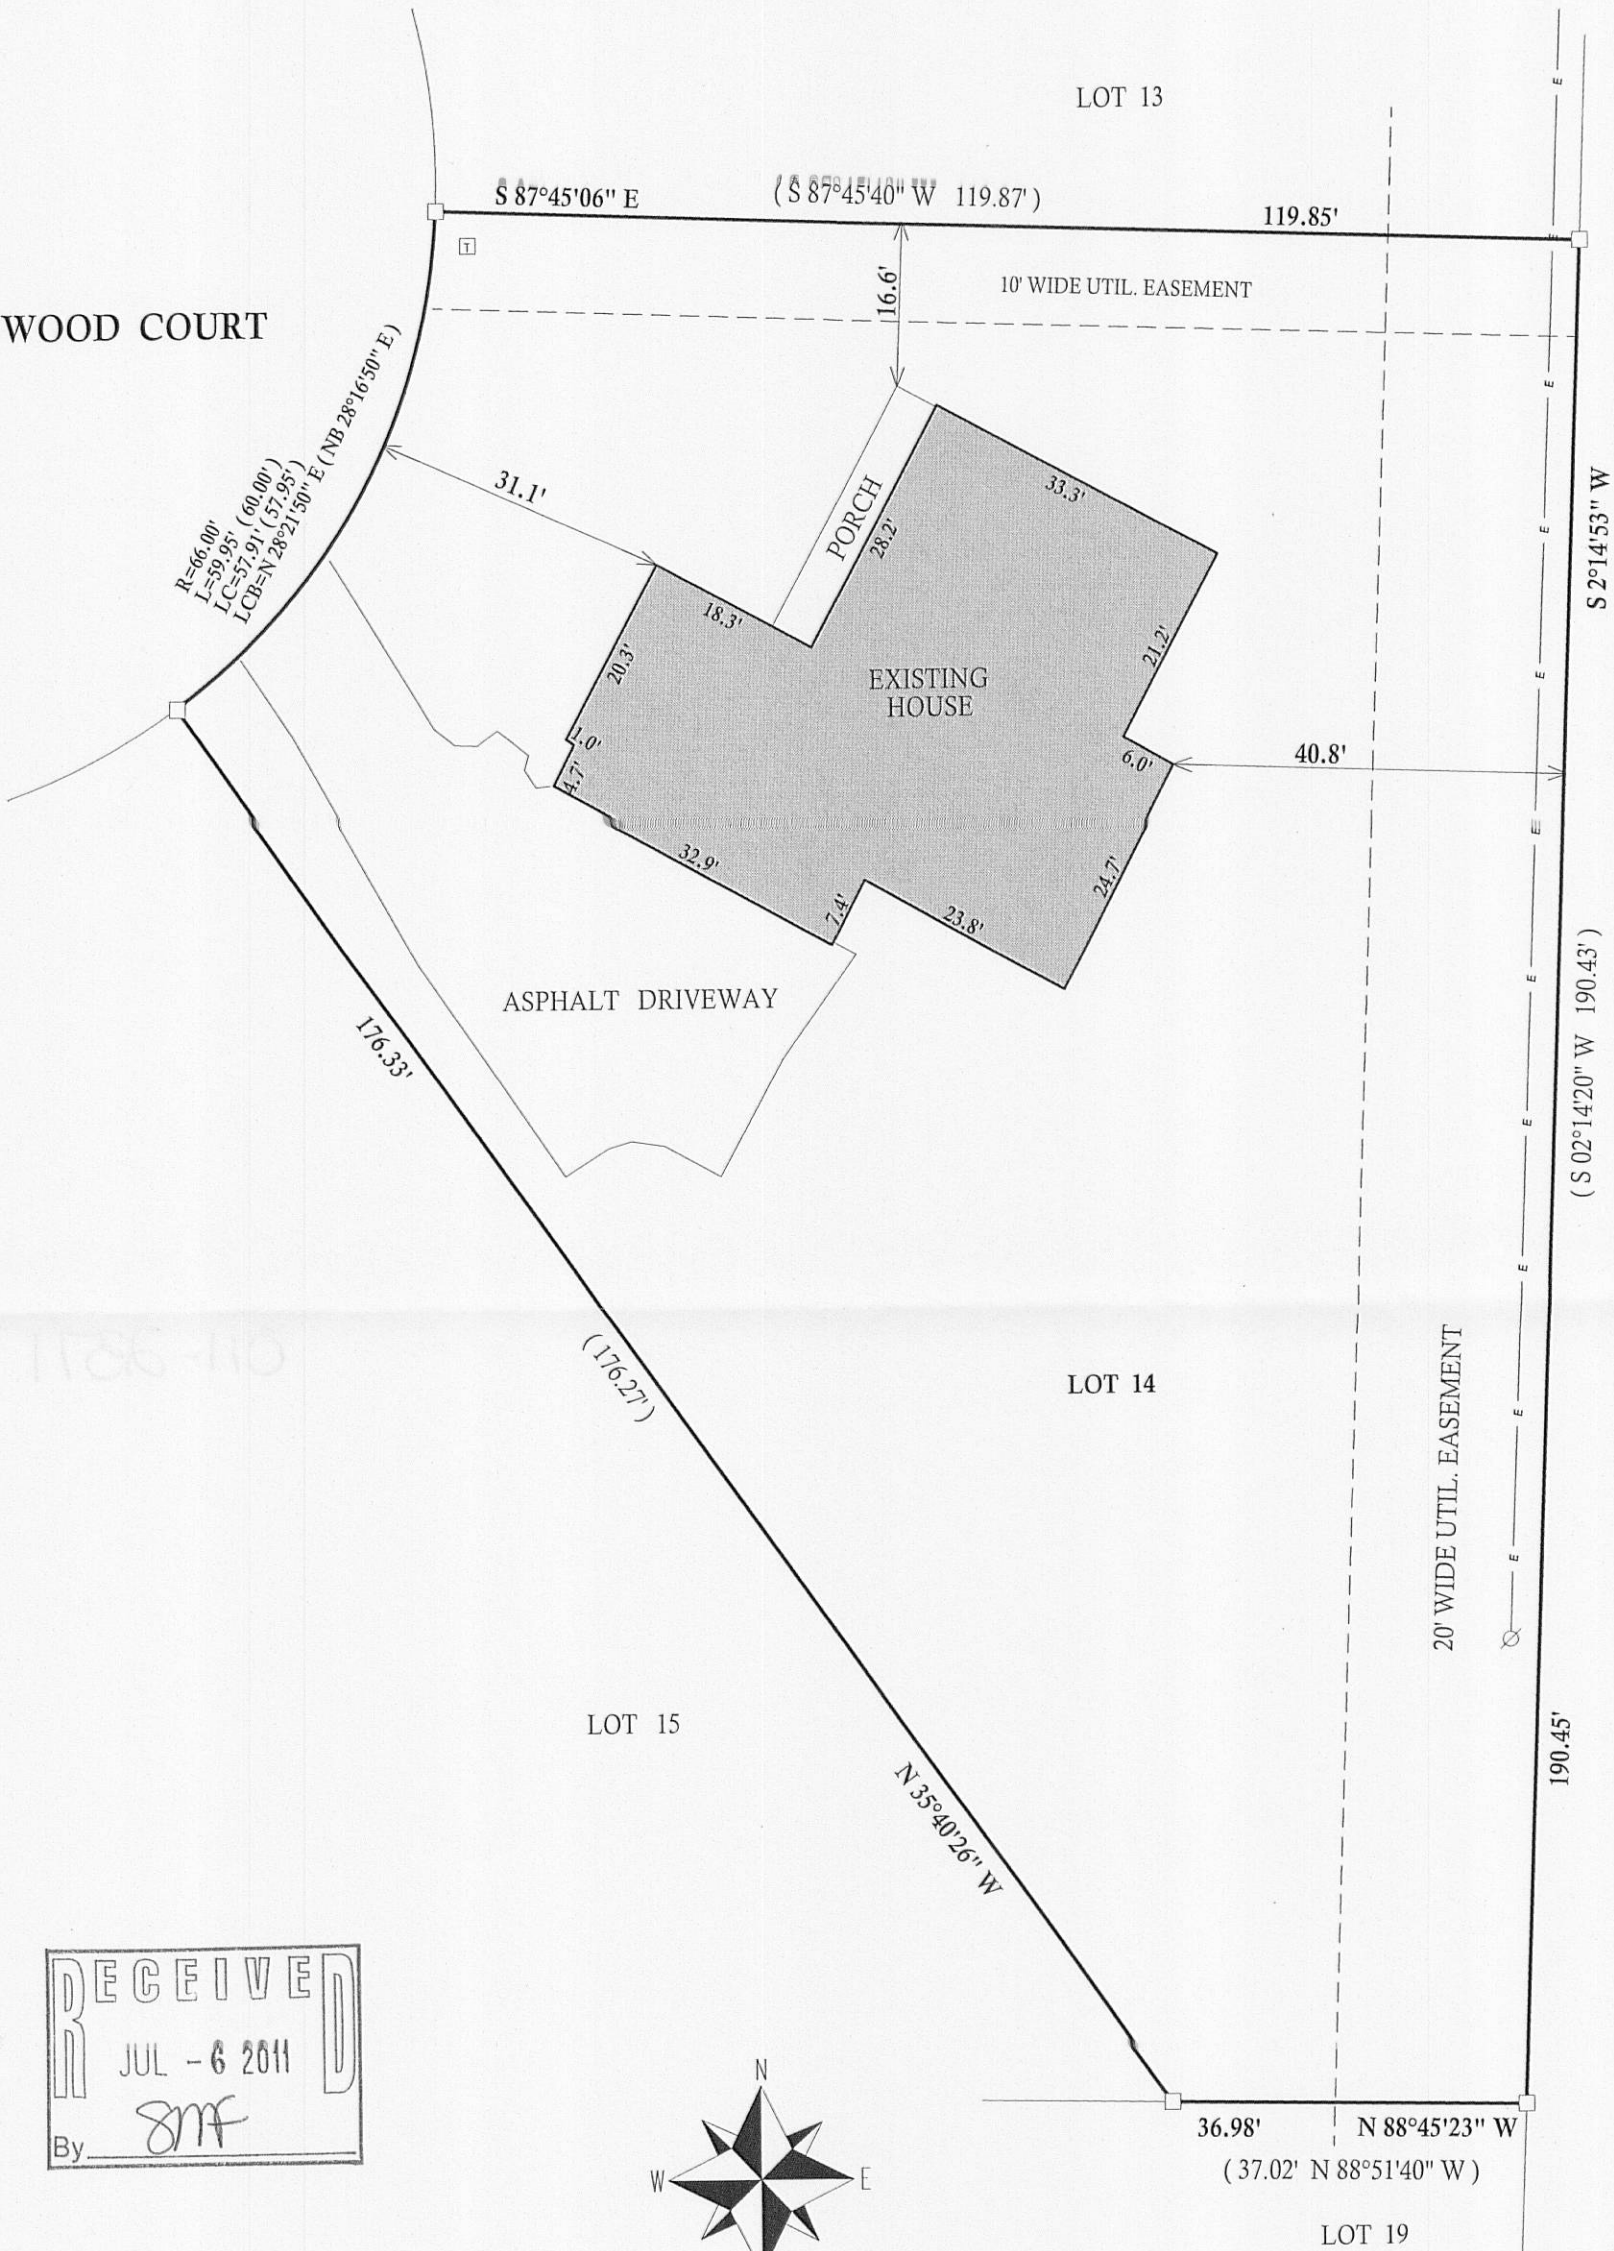 LOT 13
S 87°45'06" E
( S 87°45'40" W 119.87' )
119.85'
T
16.6'
10' WIDE UTIL. EASEMENT
WOOD COURT
R=66.00'
L=59.95' ( 60.00' )
LC=57.91' ( 57.95' )
LCB=N 28°21'50" E ( NB 28°16'50" E )
31.1'
PORCH
28.2'
33.3'
S 2°14'53" W
18.3'
20.3'
21.2'
EXISTING
HOUSE
1.0'
4.7'
6.0'
40.8'
32.9'
7.4'
23.8'
24.7'
ASPHALT DRIVEWAY
( S 02°14'20" W 190.43' )
176.33'
( 176.27' )
LOT 14
20' WIDE UTIL. EASEMENT
E
E
E
E
E
E
E
E
E
E
E
LOT 15
190.45'
N 35°40'26" W
RECEIVED
JUL - 6 2011
By SMF
N
W
E
36.98'
N 88°45'23" W
( 37.02' N 88°51'40" W )
LOT 19